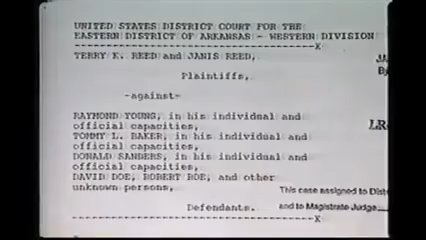 UNITED STATES DISTRICT COURT FOR THE
EASTERN DISTRICT OF ARKANSAS - WESTERN DIVISION
----------------------------------------X
TERRY K. REED and JANIS REED,
Plaintiffs,
-against-
RAYMOND YOUNG, in his individual and
official capacities,
TOMMY L. BAKER, in his individual and
official capacities,
DONALD SANDERS, in his individual and
official capacities,
DAVID DOE, ROBERT ROE, and other
unknown persons,
Defendants.
----------------------------------------X
JA
By
LR
This case assigned to Dist
and to Magistrate Judge